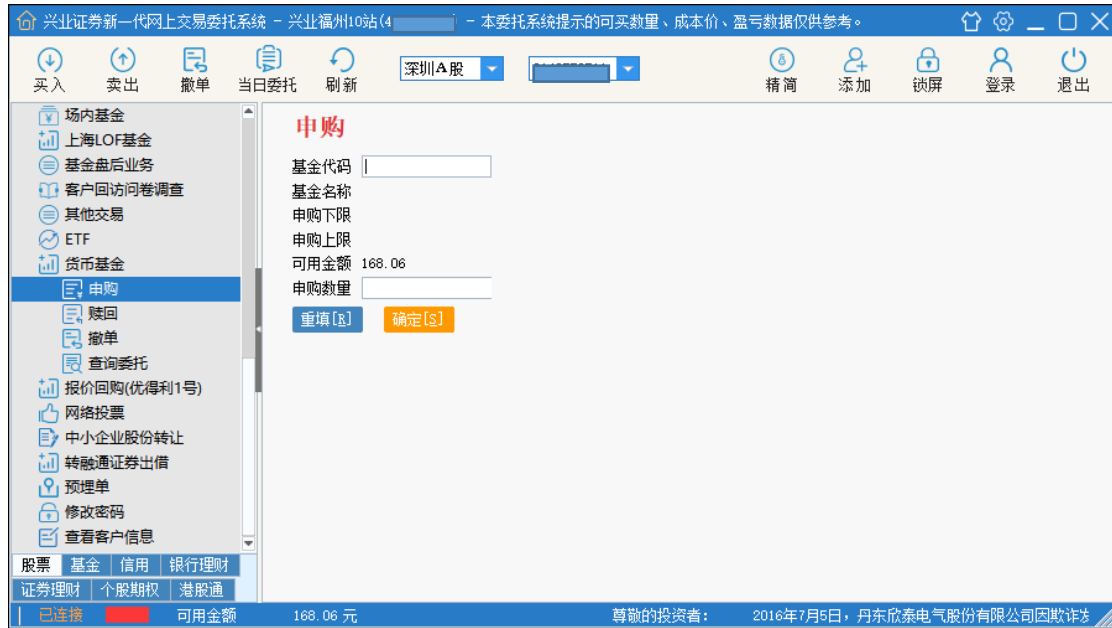 兴业证券新一代网上交易委托系统 - 兴业福州10站(4 ) - 本委托系统提示的可买数量、成本价、盈亏数据仅供参考。
买入 卖出 撤单 当日委托 刷新 深圳A股 精简 添加 锁屏 登录 退出
场内基金
上海LOF基金
基金盘后业务
客户回访问卷调查
其他交易
ETF
货币基金
申购
赎回
撤单
查询委托
报价回购(优得利1号)
网络投票
中小企业股份转让
转融通证券出借
预埋单
修改密码
查看客户信息
股票 基金 信用 银行理财
证券理财 个股期权 港股通
申购
基金代码
基金名称
申购下限
申购上限
可用金额 168.06
申购数量
重填[R] 确定[S]
已连接 可用金额 168.06 元 尊敬的投资者： 2016年7月5日，丹东欣泰电气股份有限公司因欺诈发